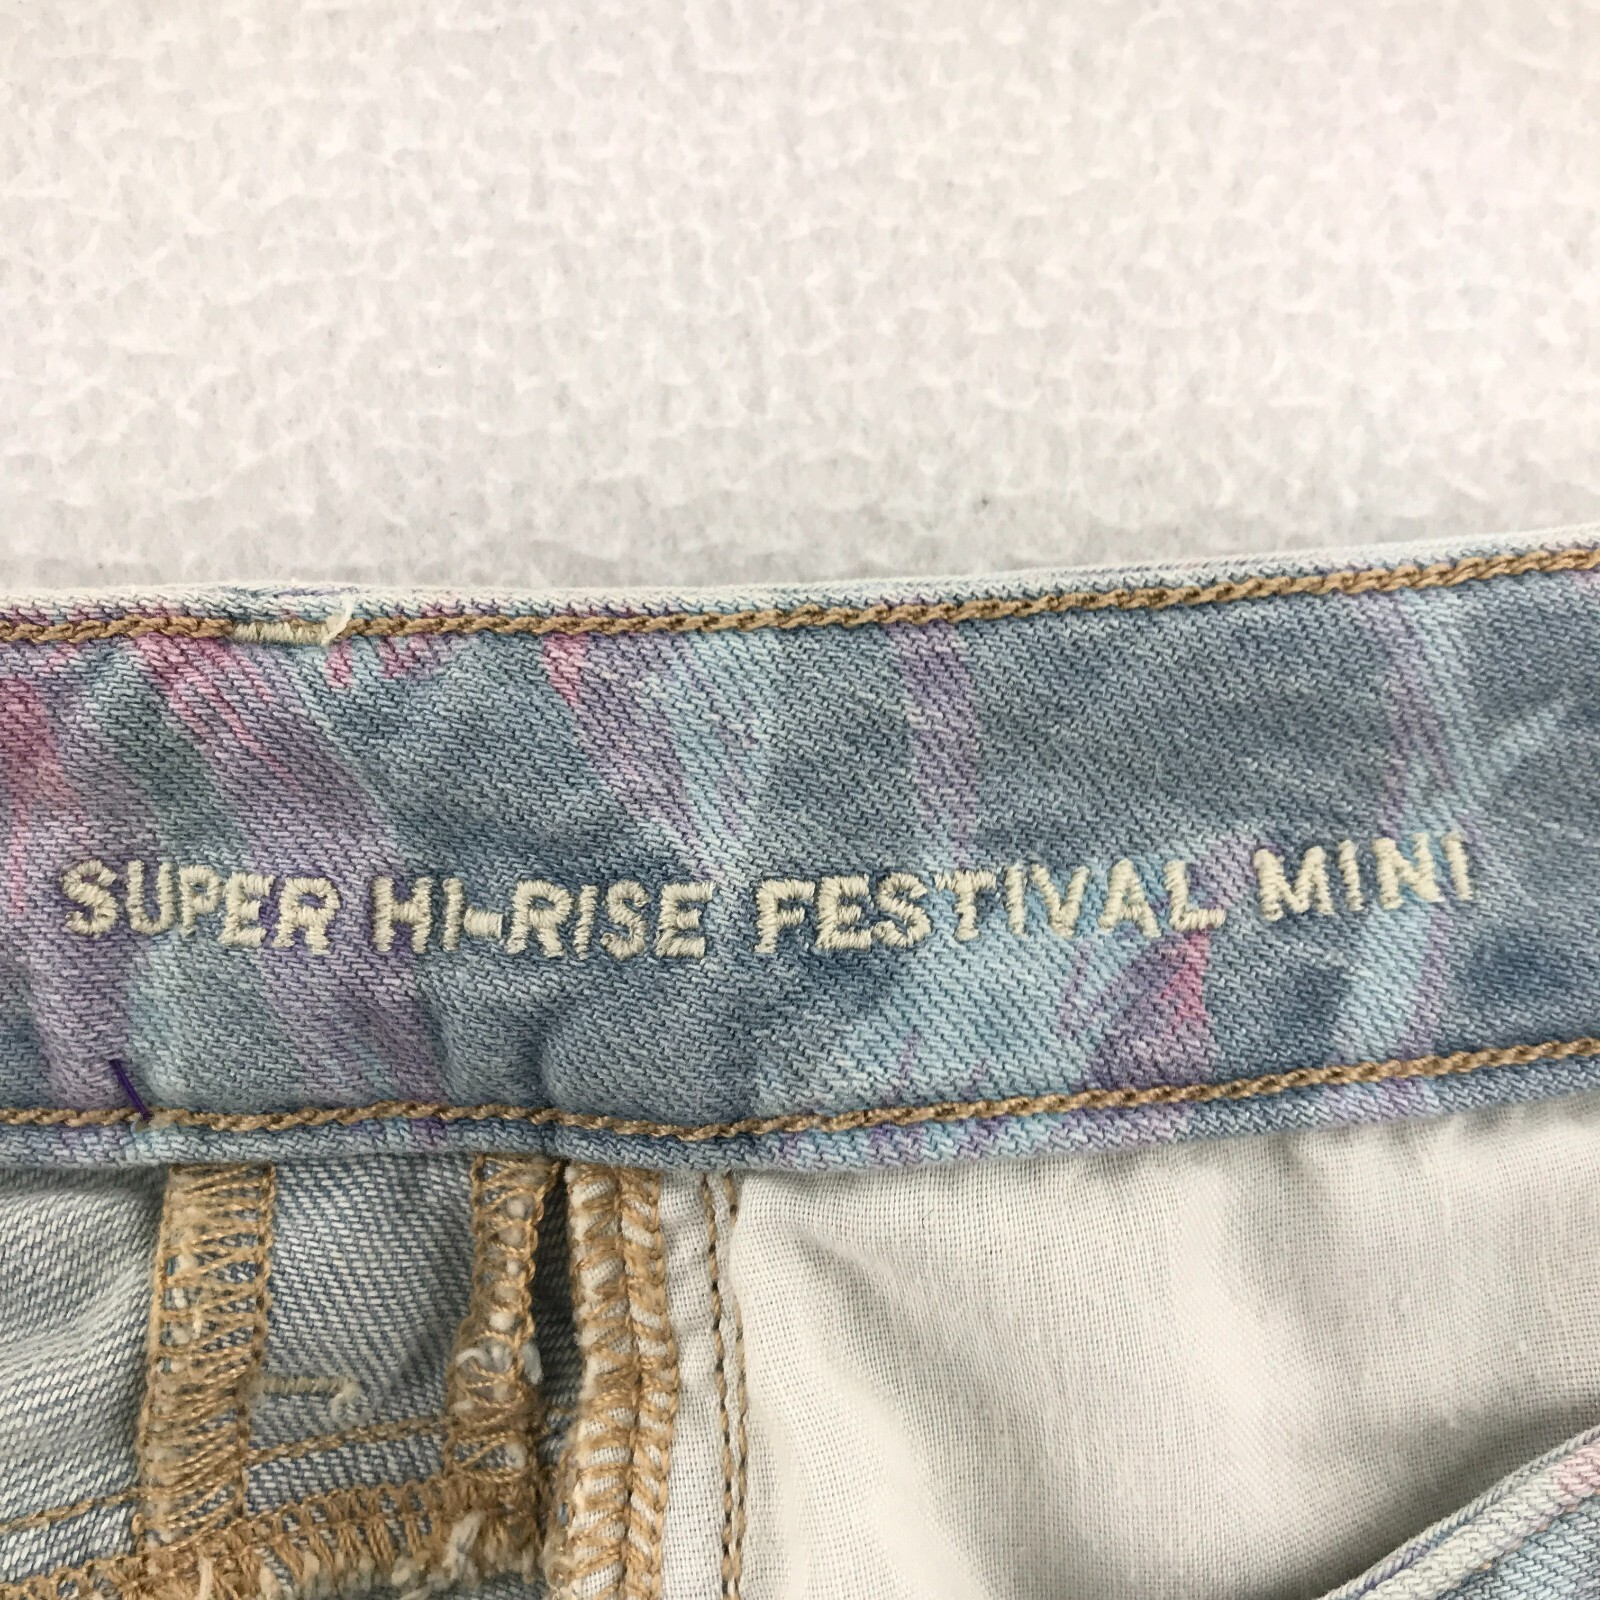 SUPER HI-RISE FESTIVAL MINI